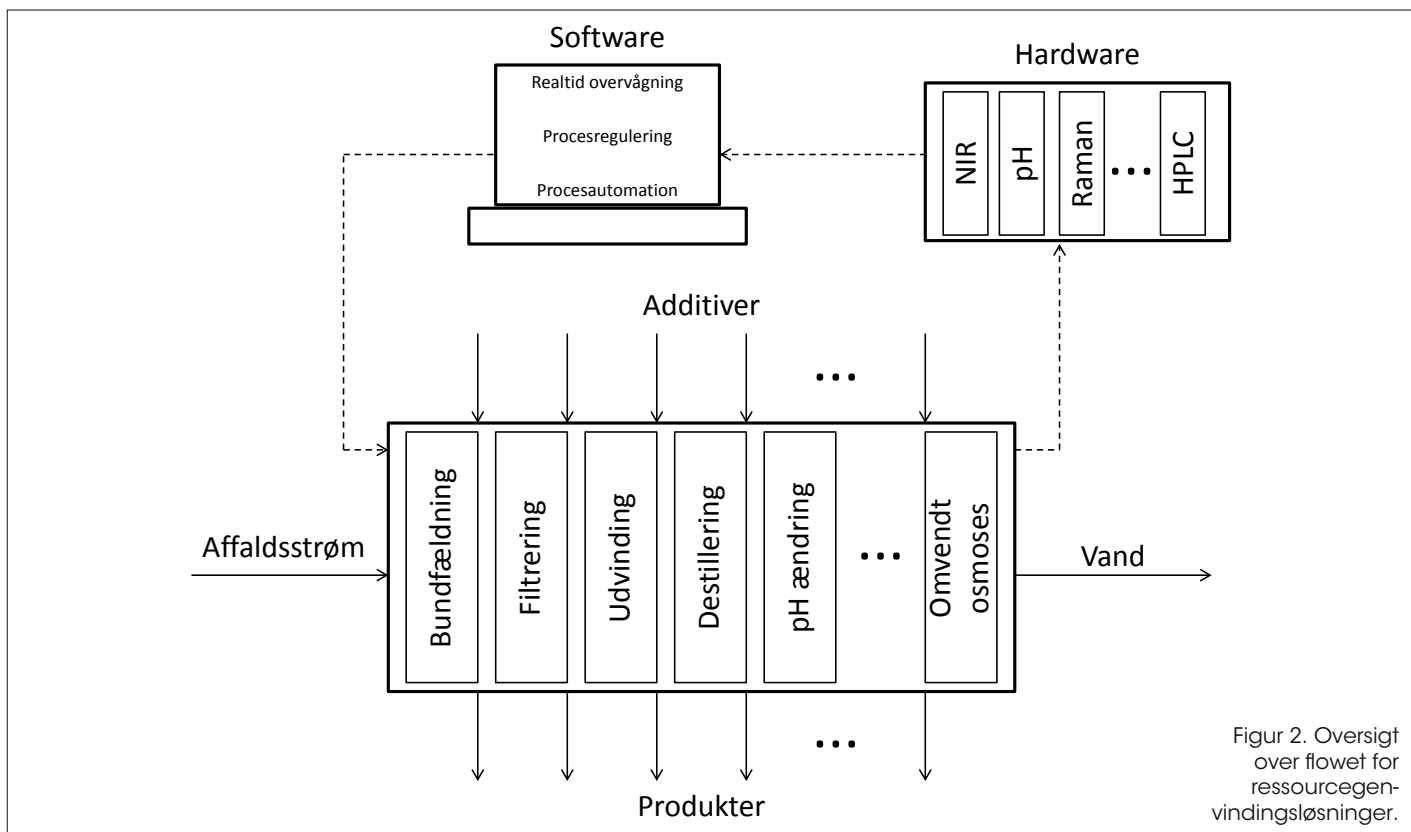 Software
Hardware
Realtid overvågning
Procesregulering
Procesautomation
NIR
pH
Raman
...
HPLC
Additiver
...
Affaldsstrøm
Bundfældning
Filtrering
Udvinding
Destillering
pH ændring
...
Omvendt
osmoses
Vand
...
Produkter
Figur 2. Oversigt
over flowet for
ressourcegen-
vindingsløsninger.